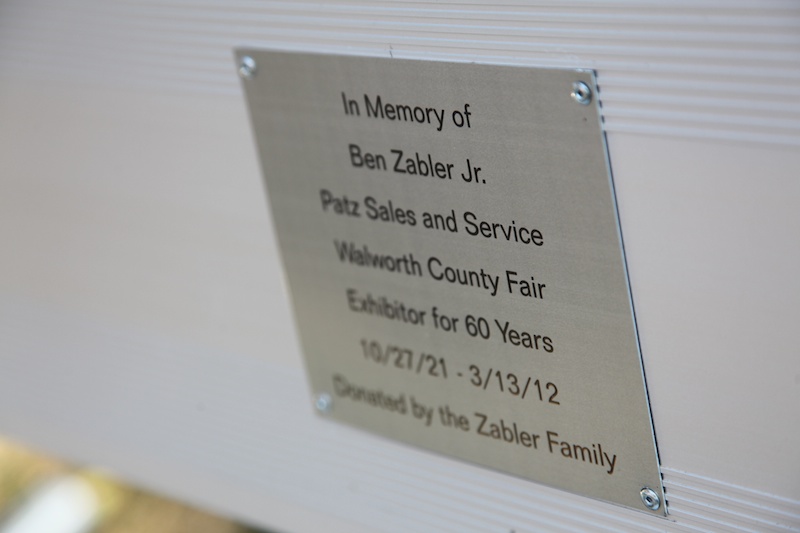 In Memory of
Ben Zabler Jr.
Patz Sales and Service
Walworth County Fair
Exhibitor for 60 Years
10/27/21 - 3/13/12
Donated by the Zabler Family